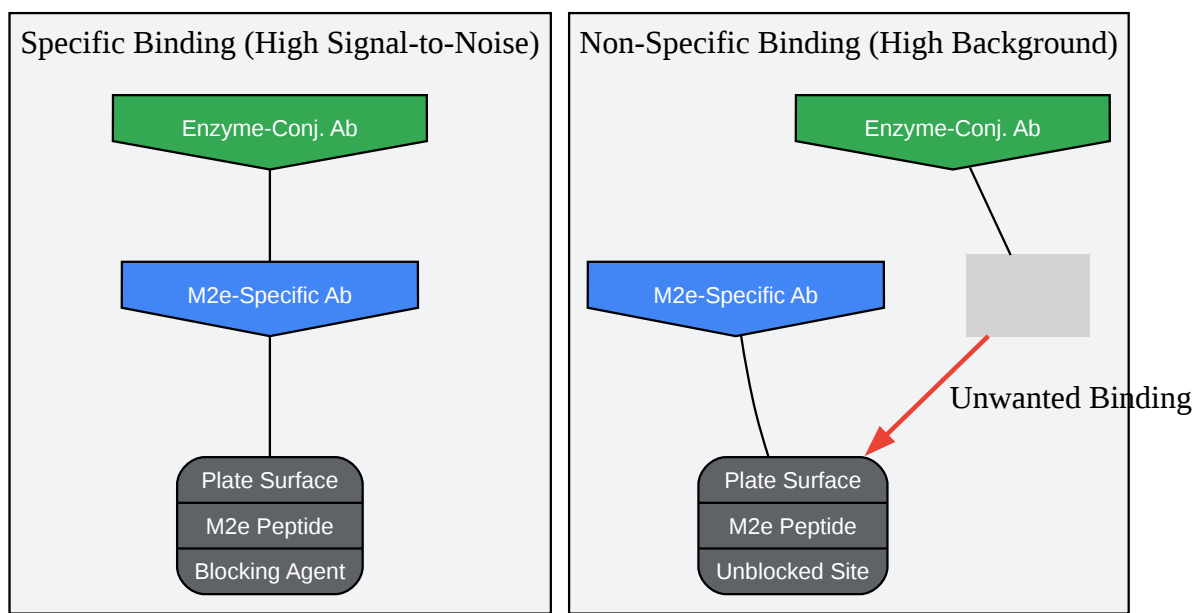 Specific Binding (High Signal-to-Noise)
Enzyme-Conj. Ab
M2e-Specific Ab
Plate Surface
M2e Peptide
Blocking Agent
Non-Specific Binding (High Background)
Enzyme-Conj. Ab
M2e-Specific Ab
Unwanted Binding
Plate Surface
M2e Peptide
Unblocked Site